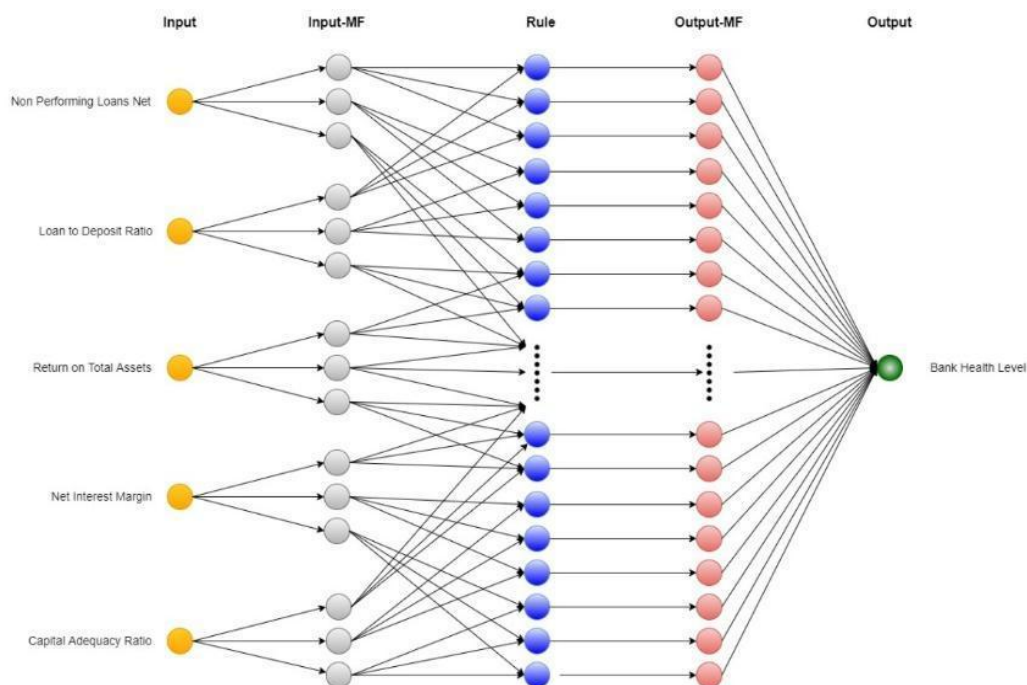 Input Input-MF Rule Output-MF Output
Non Performing Loans Net
Loan to Deposit Ratio
Return on Total Assets
Bank Health Level
Net Interest Margin
Capital Adequacy Ratio